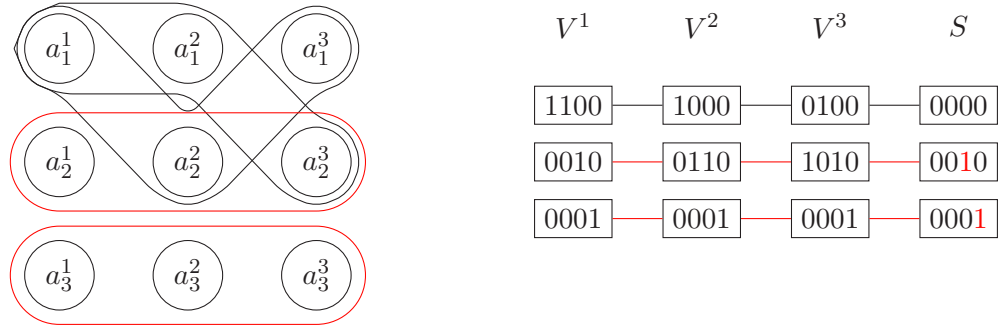 a_1^1 a_1^2 a_1^3
a_2^1 a_2^2 a_2^3
a_3^1 a_3^2 a_3^3
V^1 V^2 V^3 S
1100 1000 0100 0000
0010 0110 1010 0010
0001 0001 0001 0001